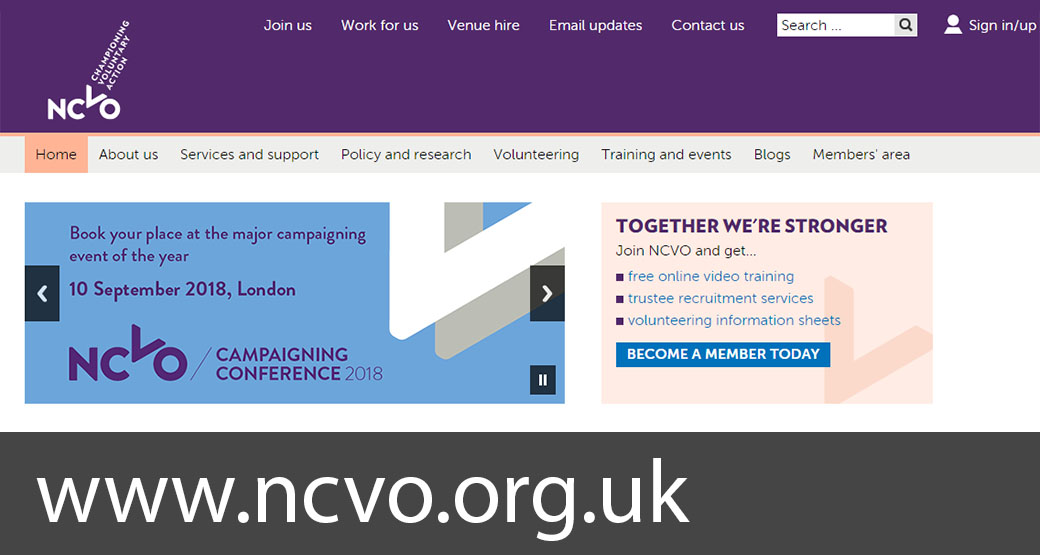 Join us Work for us Venue hire Email updates Contact us Search ... Sign in/up
CHAMPIONING
VOLUNTARY
ACTION
NCVO
Home About us Services and support Policy and research Volunteering Training and events Blogs Members' area
Book your place at the major campaigning
event of the year
10 September 2018, London
NCVO / CAMPAIGNING
CONFERENCE 2018
TOGETHER WE'RE STRONGER
Join NCVO and get...
free online video training
trustee recruitment services
volunteering information sheets
BECOME A MEMBER TODAY
www.ncvo.org.uk